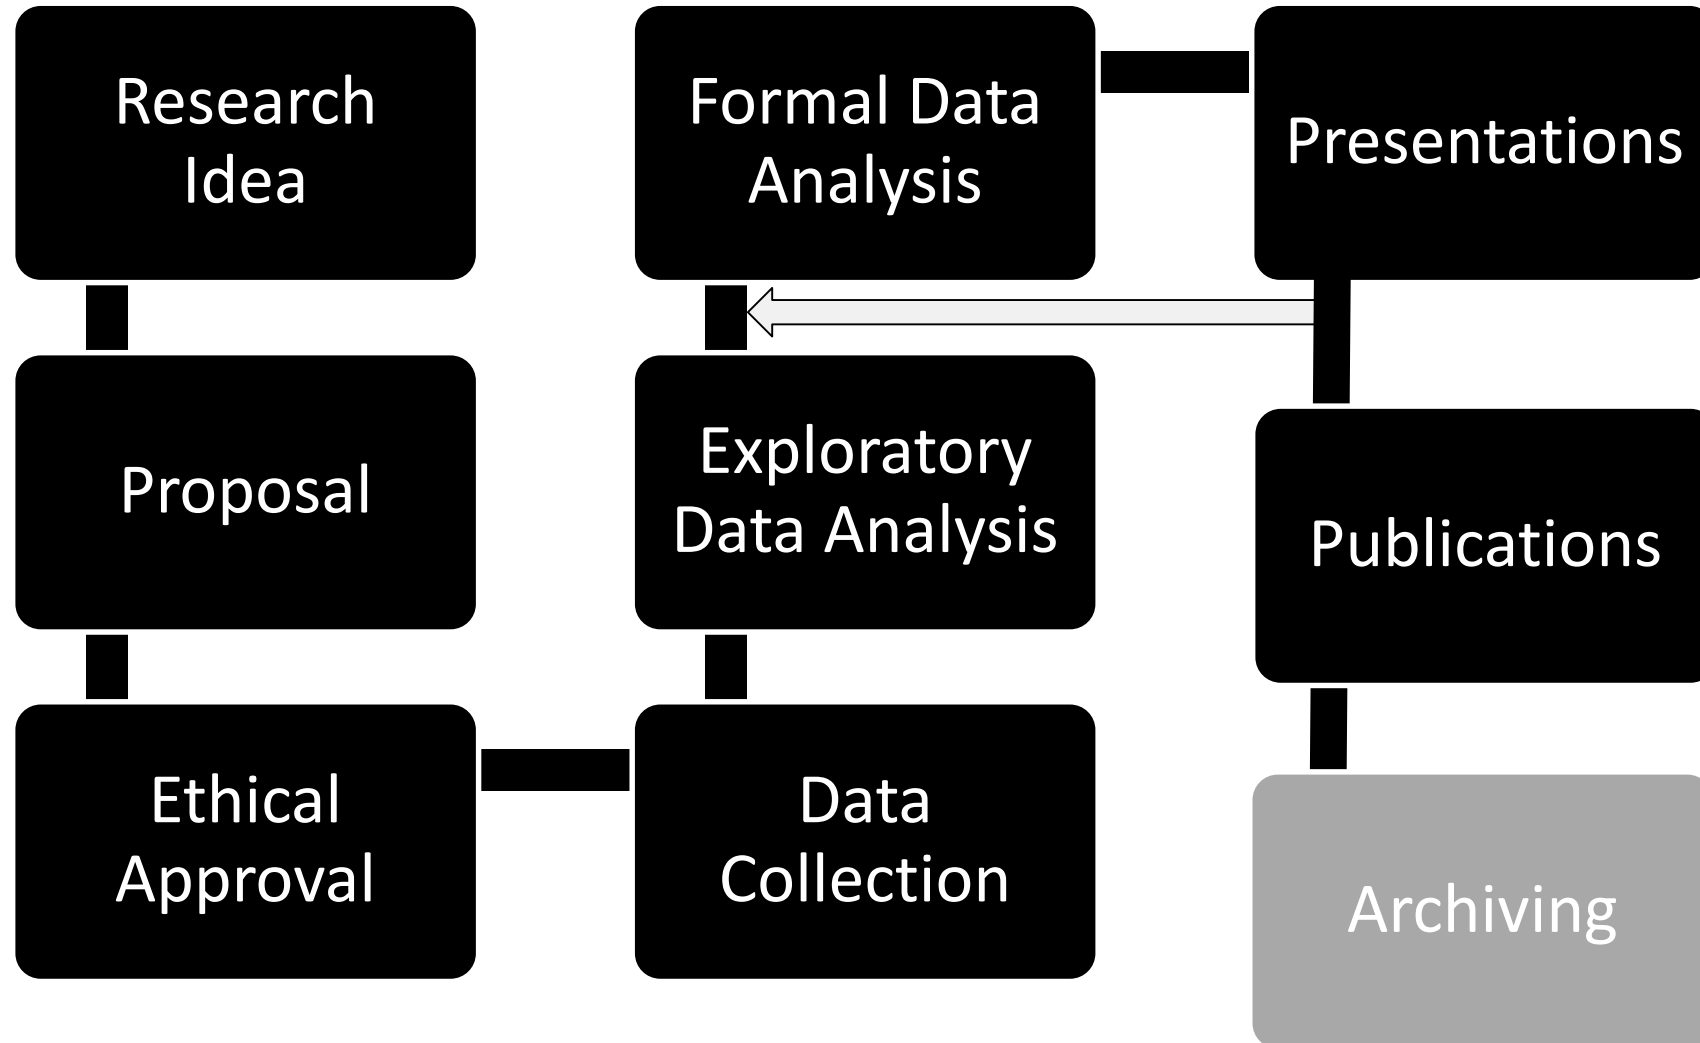 Research
Idea
Proposal
Ethical
Approval
Data
Collection
Exploratory
Data Analysis
Formal Data
Analysis
Presentations
Publications
Archiving